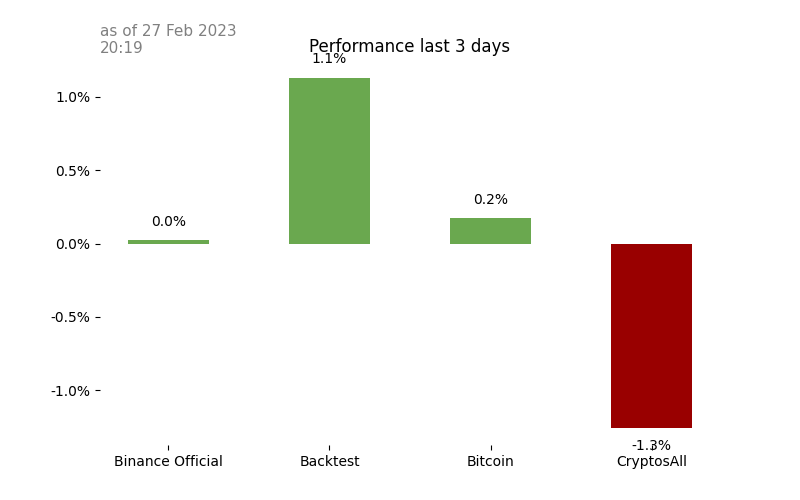 as of 27 Feb 2023
20:19
Performance last 3 days
1.1%
1.0%
0.5%
0.2%
0.0%
0.0%
-0.5%
-1.0%
-1.3%
Binance Official
Backtest
Bitcoin
CryptosAll